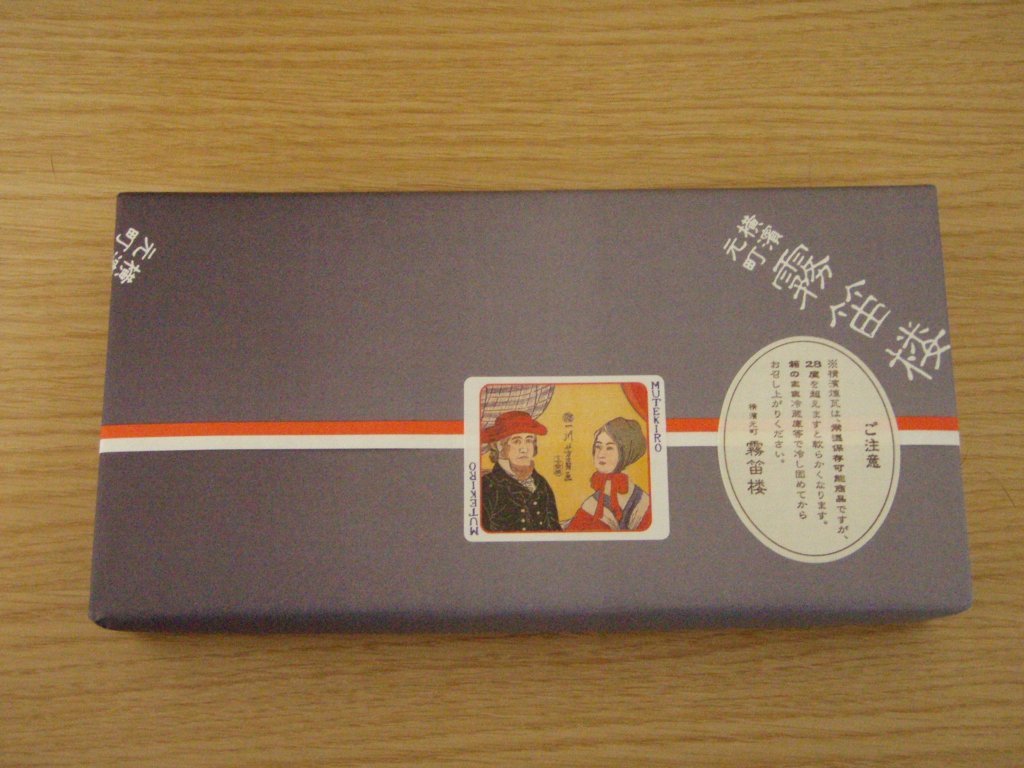 横濱
元町
霧笛楼
横濱
元町
MUTEKIRO
MUTEKIRO
ご注意
※横濱煉瓦は常温保存可能商品ですが、
28度を超えますと軟らかくなります。
箱のまま冷蔵庫等で冷し固めてから
お召し上がりください。
横濱元町 霧笛楼